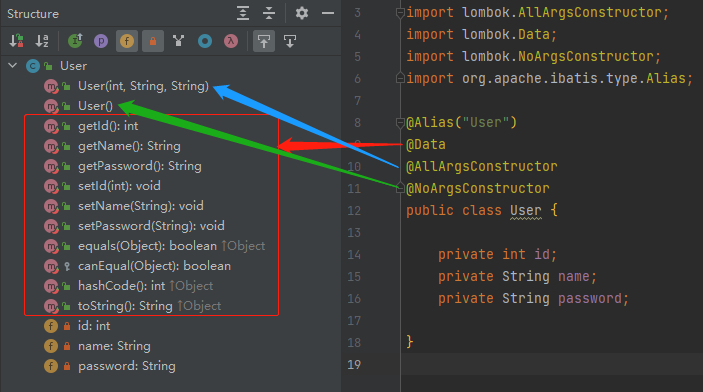 Structure
User
User(int, String, String)
User()
getId(): int
getName(): String
getPassword(): String
setId(int): void
setName(String): void
setPassword(String): void
equals(Object): boolean ↑Object
canEqual(Object): boolean
hashCode(): int ↑Object
toString(): String ↑Object
id: int
name: String
password: String
3 import lombok.AllArgsConstructor;
4 import lombok.Data;
5 import lombok.NoArgsConstructor;
6 import org.apache.ibatis.type.Alias;
7
8 @Alias("User")
9 @Data
10 @AllArgsConstructor
11 @NoArgsConstructor
12 public class User {
13
14 private int id;
15 private String name;
16 private String password;
17
18 }
19